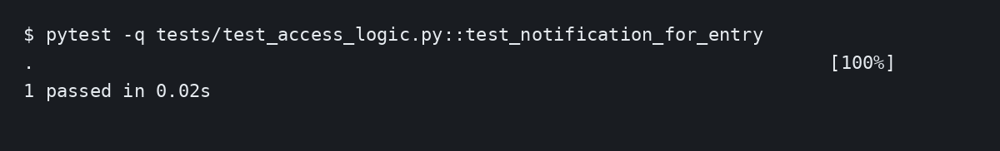 $ pytest -q tests/test_access_logic.py::test_notification_for_entry
. [100%]
1 passed in 0.02s